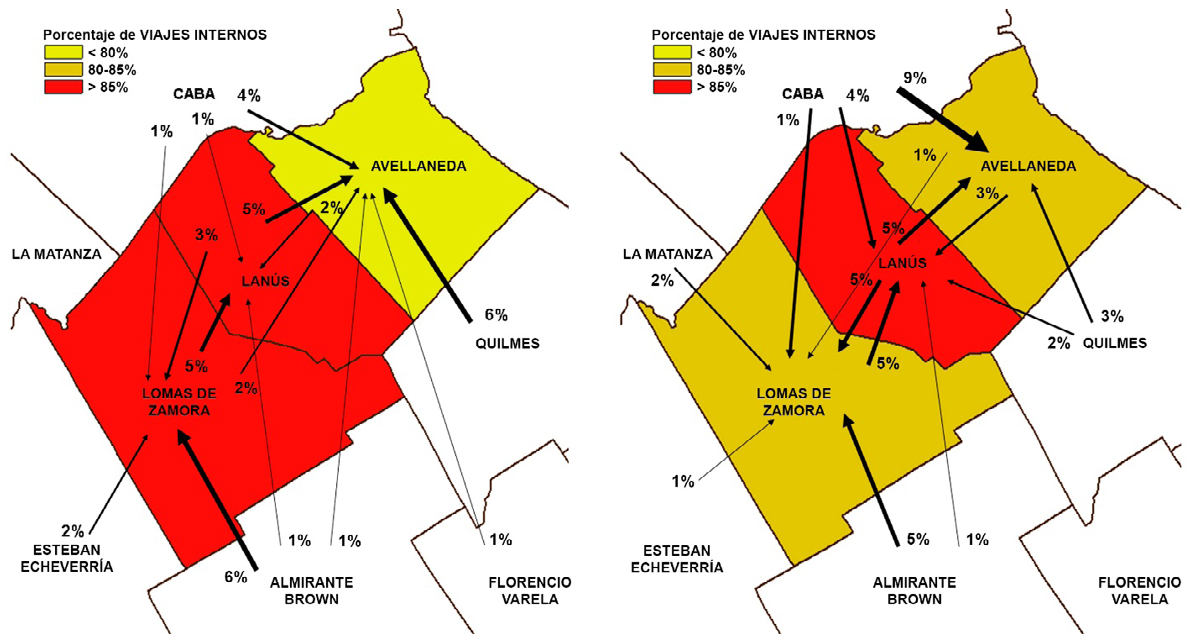 Porcentaje de VIAJES INTERNOS
< 80%
80-85%
> 85%
CABA
4%
1%
1%
AVELLANEDA
5%
2%
3%
LA MATANZA
LANÚS
6%
QUILMES
5%
2%
LOMAS DE
ZAMORA
2%
ESTEBAN
ECHEVERRÍA
1%
1%
1%
6%
ALMIRANTE
BROWN
FLORENCIO
VARELA
Porcentaje de VIAJES INTERNOS
< 80%
80-85%
> 85%
9%
CABA
4%
1%
1%
AVELLANEDA
3%
5%
LA MATANZA
LANÚS
2%
5%
3%
2%
QUILMES
5%
LOMAS DE
ZAMORA
1%
5%
1%
ESTEBAN
ECHEVERRÍA
ALMIRANTE
BROWN
FLORENCIO
VARELA